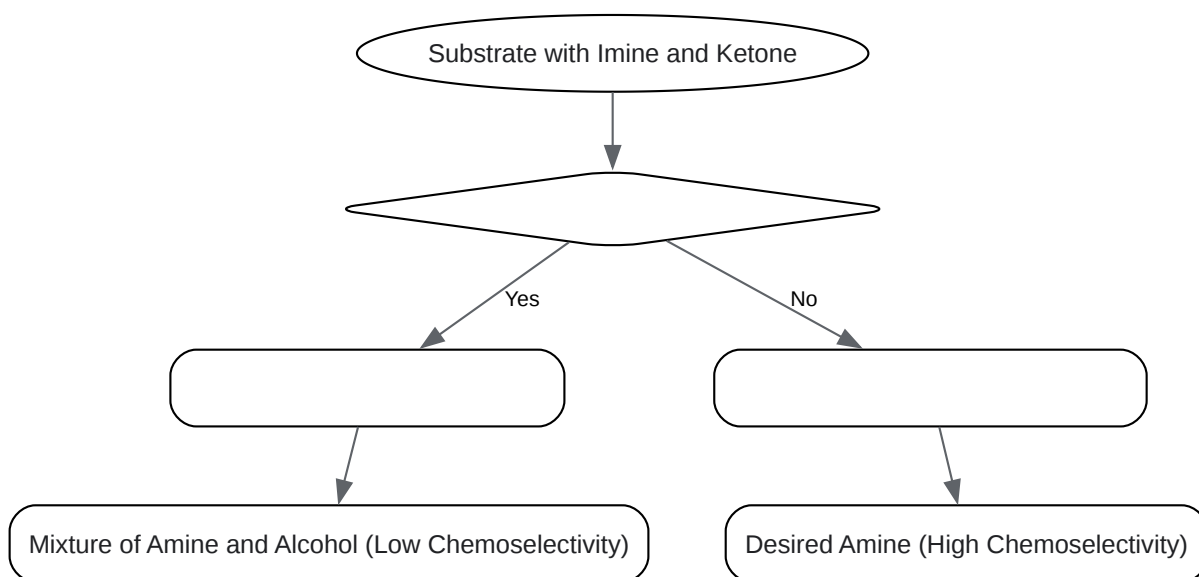 Substrate with Imine and Ketone
Yes
No
Mixture of Amine and Alcohol (Low Chemoselectivity)
Desired Amine (High Chemoselectivity)